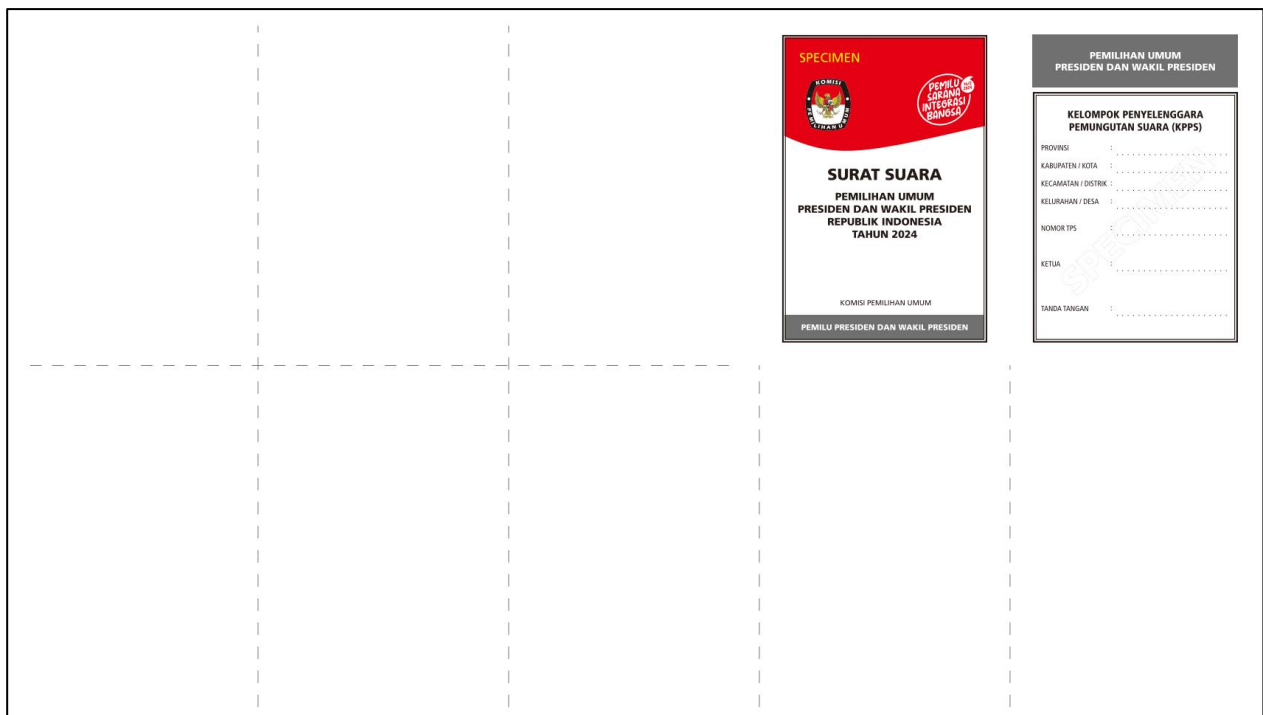 SPECIMEN
KOMISI
PEMILIHAN UMUM
PEMILU
SARANA
INTEGRASI
BANGSA
SURAT SUARA
PEMILIHAN UMUM
PRESIDEN DAN WAKIL PRESIDEN
REPUBLIK INDONESIA
TAHUN 2024
KOMISI PEMILIHAN UMUM
PEMILU PRESIDEN DAN WAKIL PRESIDEN
PEMILIHAN UMUM
PRESIDEN DAN WAKIL PRESIDEN
KELOMPOK PENYELENGGARA
PEMUNGUTAN SUARA (KPPS)
PROVINSI :
KABUPATEN / KOTA :
KECAMATAN / DISTRIK :
KELURAHAN / DESA :
NOMOR TPS :
KETUA :
TANDA TANGAN :
SPECIMEN